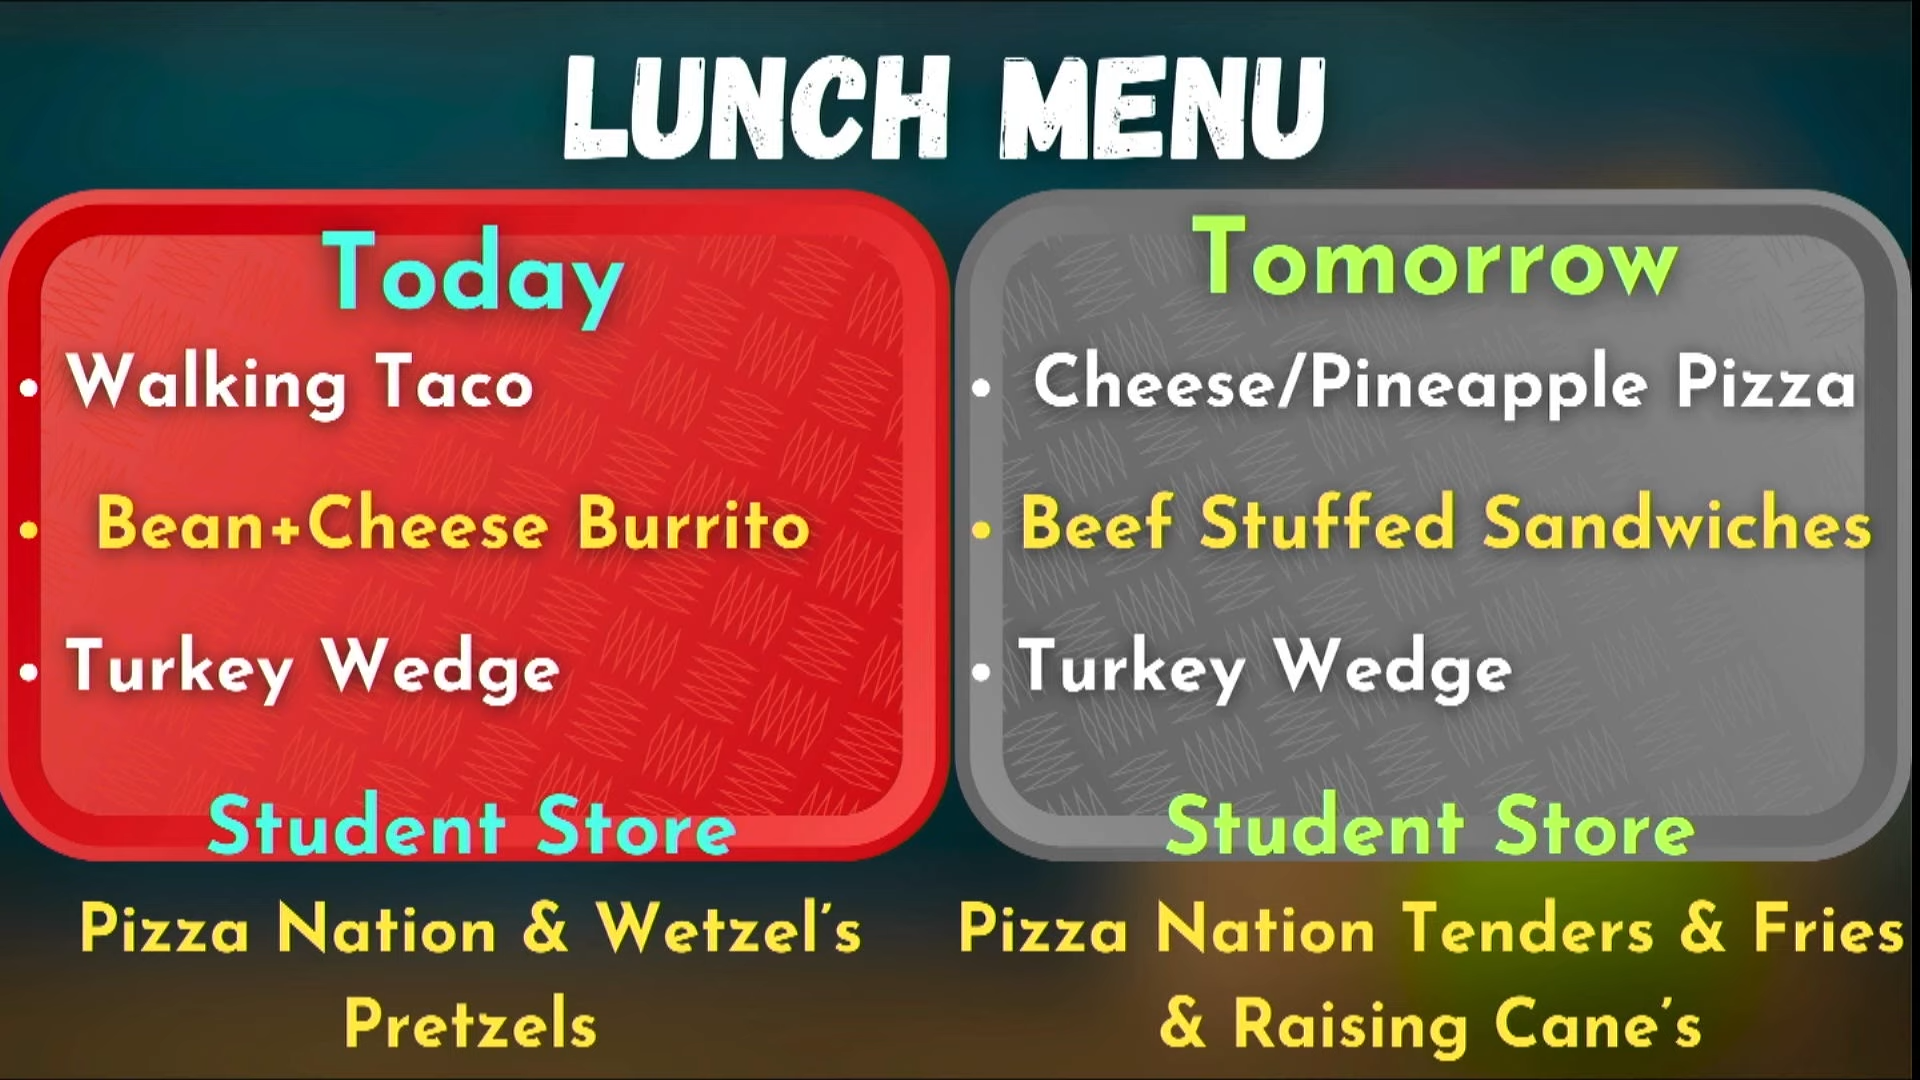 LUNCH MENU
Today
• Walking Taco
• Bean+Cheese Burrito
• Turkey Wedge
Student Store
Pizza Nation & Wetzel's
Pretzels
Tomorrow
• Cheese/Pineapple Pizza
• Beef Stuffed Sandwiches
• Turkey Wedge
Student Store
Pizza Nation Tenders & Fries
& Raising Cane's